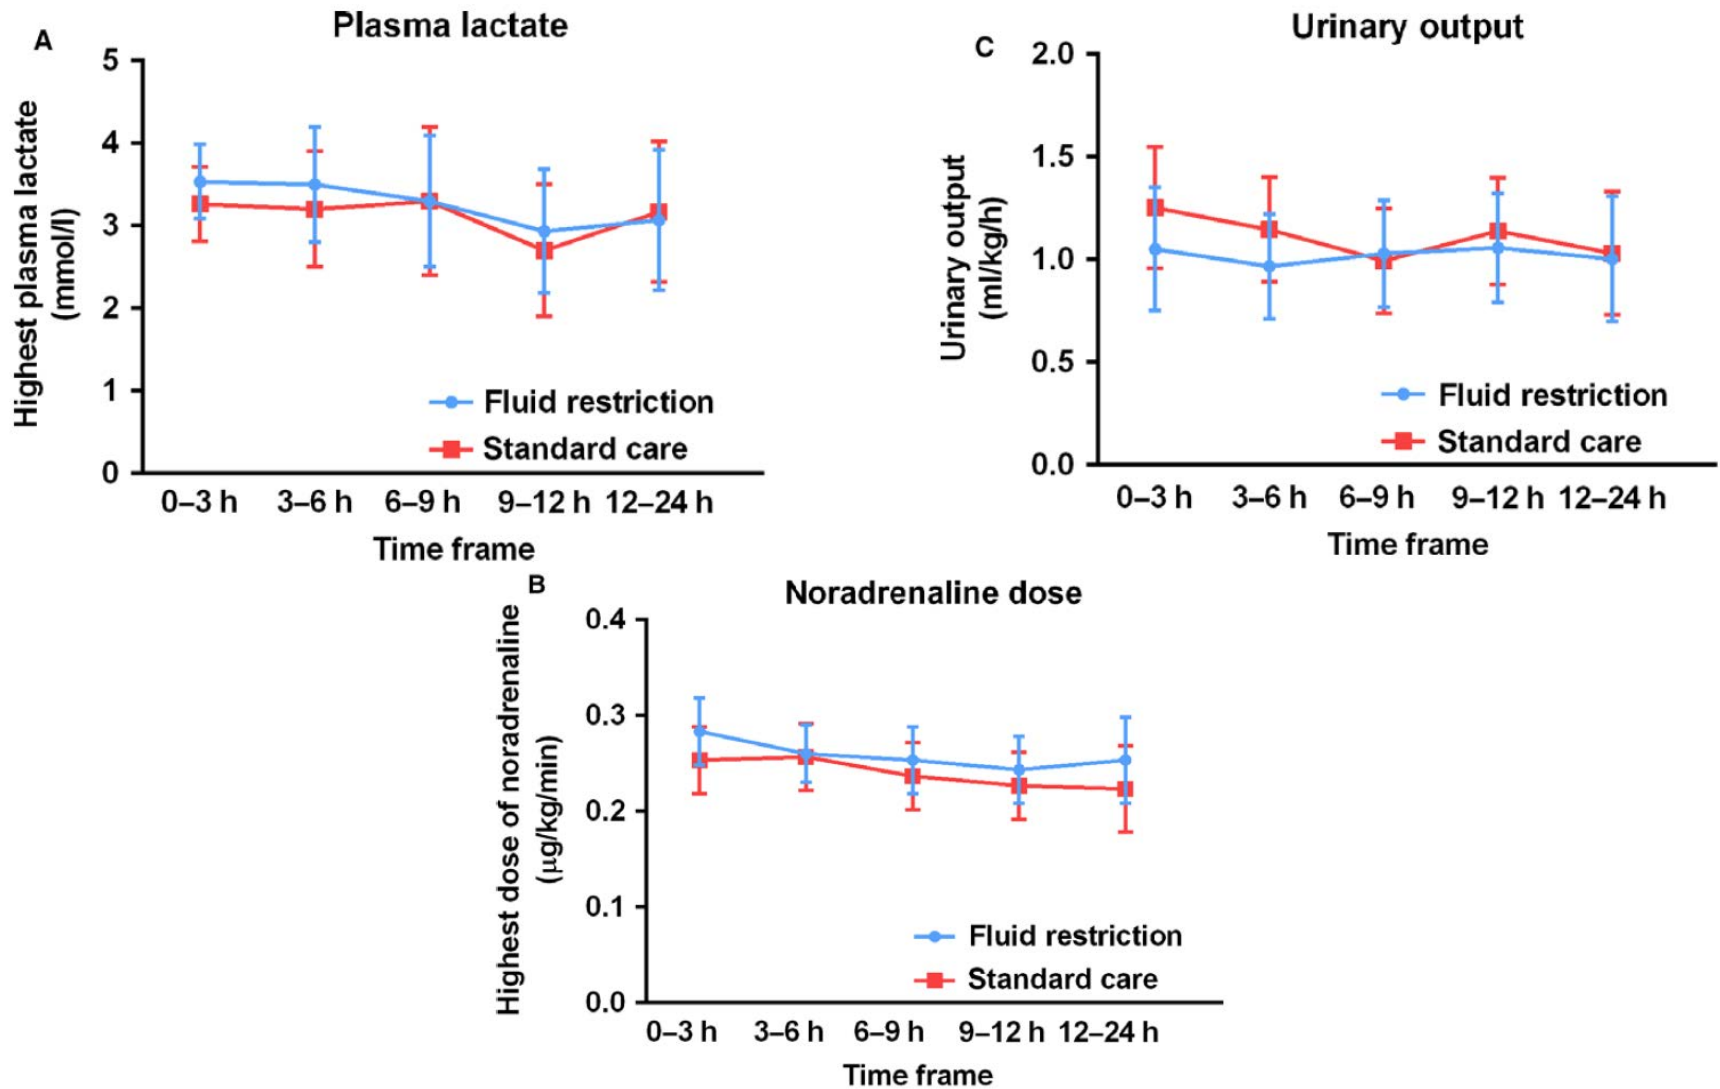 A
Plasma lactate
Highest plasma lactate
(mmol/l)
5
4
3
2
1
0
Fluid restriction
Standard care
0–3 h 3–6 h 6–9 h 9–12 h 12–24 h
Time frame
C
Urinary output
Urinary output
(ml/kg/h)
2.0
1.5
1.0
0.5
0.0
Fluid restriction
Standard care
0–3 h 3–6 h 6–9 h 9–12 h 12–24 h
Time frame
B
Noradrenaline dose
Highest dose of noradrenaline
(µg/kg/min)
0.4
0.3
0.2
0.1
0.0
Fluid restriction
Standard care
0–3 h 3–6 h 6–9 h 9–12 h 12–24 h
Time frame